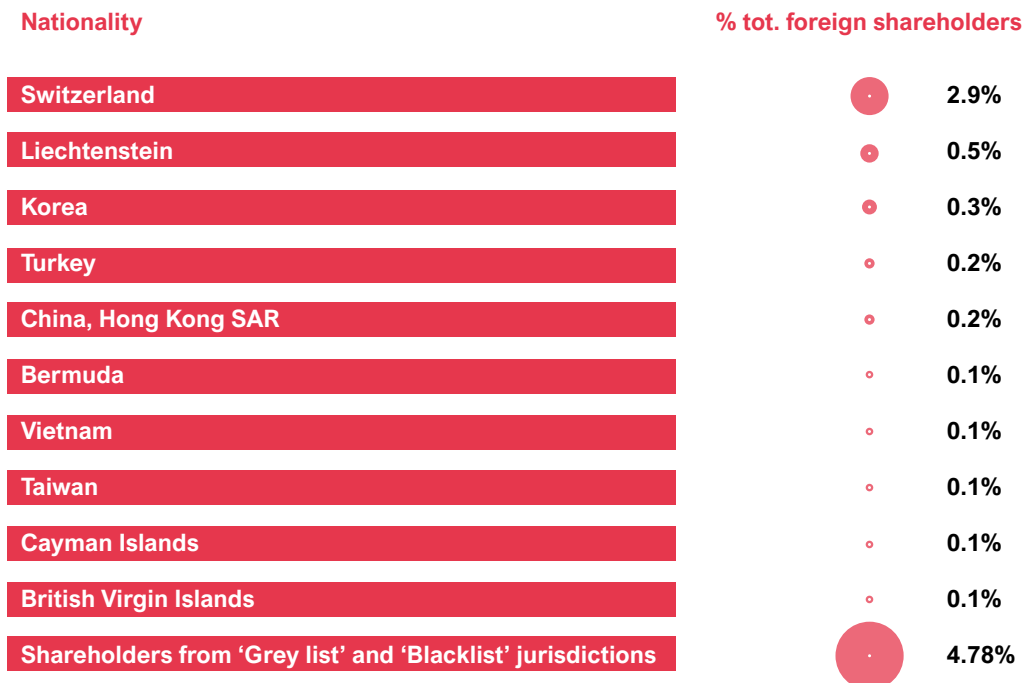 Nationality % tot. foreign shareholders
Switzerland 2.9%
Liechtenstein 0.5%
Korea 0.3%
Turkey 0.2%
China, Hong Kong SAR 0.2%
Bermuda 0.1%
Vietnam 0.1%
Taiwan 0.1%
Cayman Islands 0.1%
British Virgin Islands 0.1%
Shareholders from ‘Grey list’ and ‘Blacklist’ jurisdictions 4.78%